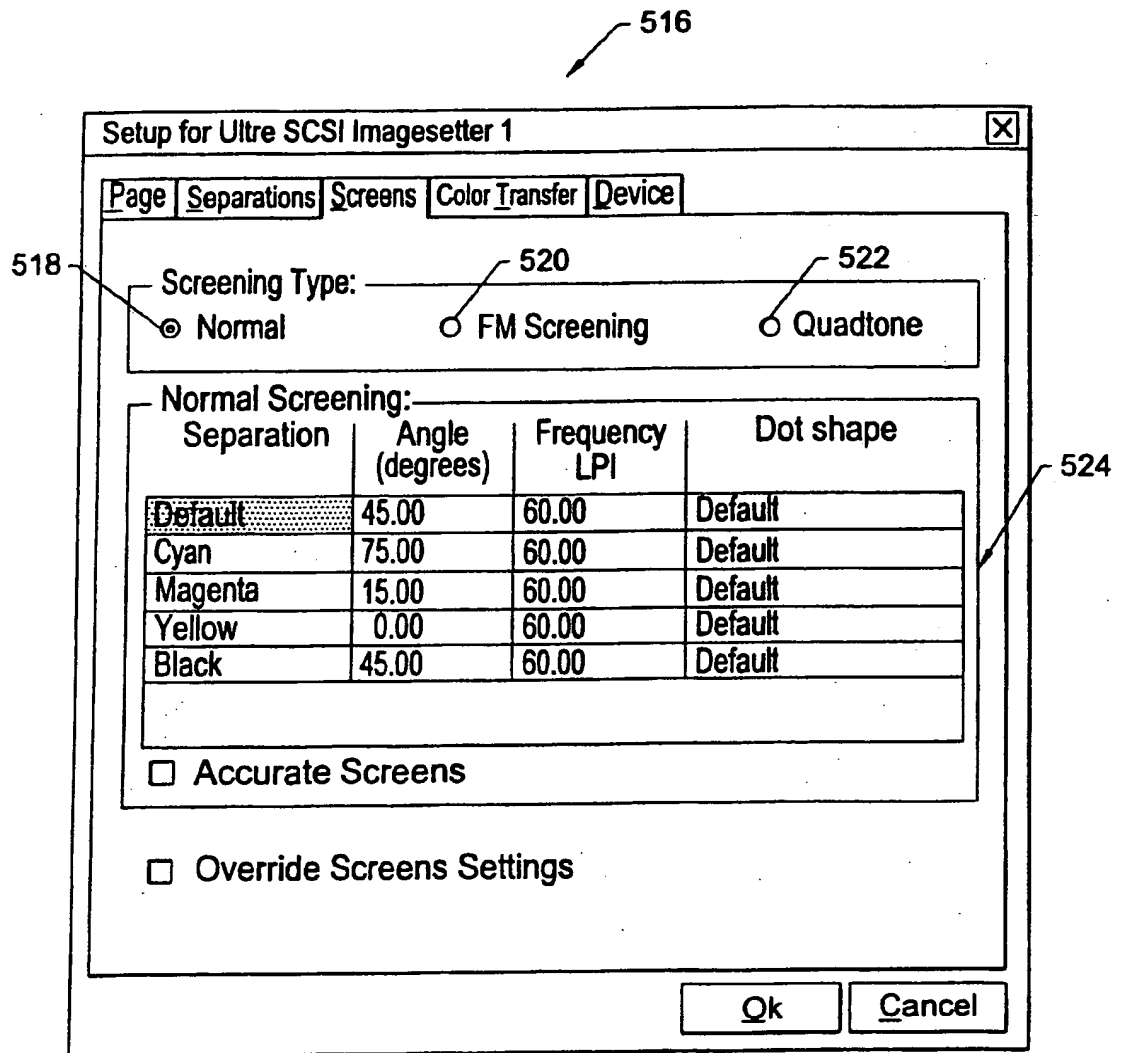 516
Setup for Ultre SCSI Imagesetter 1
Page Separations Screens Color Transfer Device
518 520 522
Screening Type:
Normal FM Screening Quadtone
Normal Screening:
Separation Angle (degrees) Frequency LPI Dot shape
524
Default 45.00 60.00 Default
Cyan 75.00 60.00 Default
Magenta 15.00 60.00 Default
Yellow 0.00 60.00 Default
Black 45.00 60.00 Default
Accurate Screens
Override Screens Settings
Ok Cancel